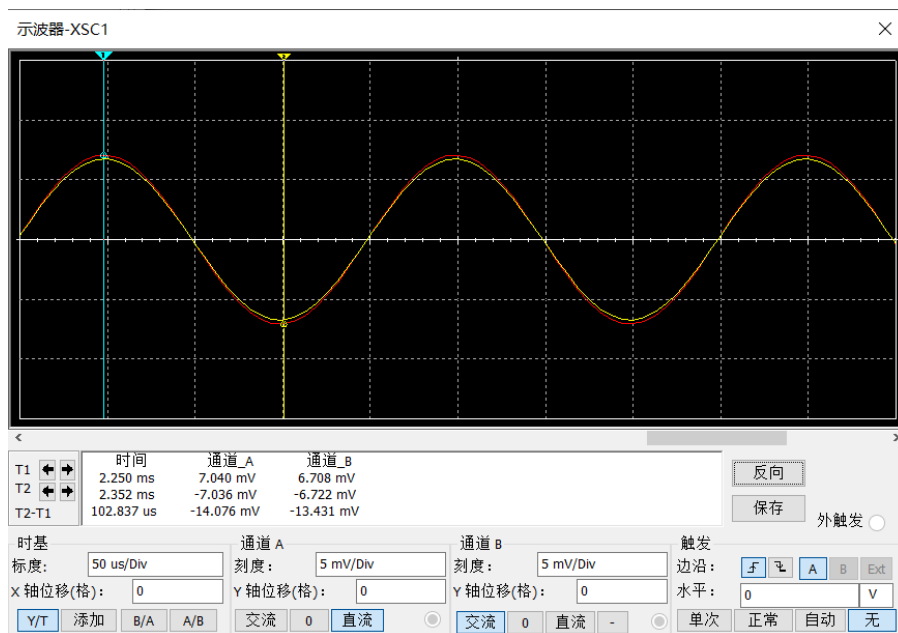 示波器-XSC1
1
时间 通道_A 通道_B
T1 2.250 ms 7.040 mV 6.708 mV
T2 2.352 ms -7.036 mV -6.722 mV
T2-T1 102.837 us -14.076 mV -13.431 mV
反向
保存
外触发
时基 通道 A 通道 B 触发
标度: 50 us/Div 刻度: 5 mV/Div 刻度: 5 mV/Div 边沿: A B Ext
X 轴位移(格): 0 Y 轴位移(格): 0 Y 轴位移(格): 0 水平: 0 V
Y/T 添加 B/A A/B 交流 0 直流 交流 0 直流 - 单次 正常 自动 无